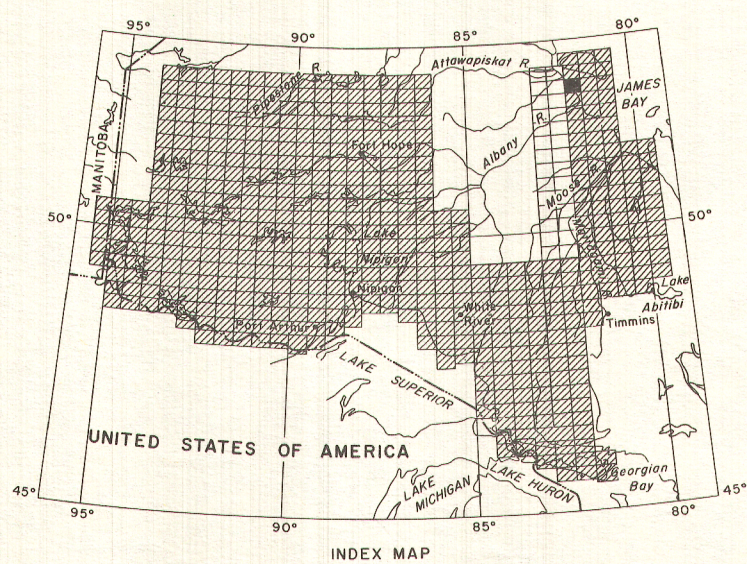 95°
90°
85°
80°
Attawapiskat R.
Pipestone R.
JAMES
BAY
MANITOBA
Fort Hope
Albany R.
Moose R.
50°
50°
Lake
Nipigon
Nipigon
Mattagami R.
Lake
Abitibi
White
River
Timmins
Port Arthur
LAKE SUPERIOR
UNITED STATES OF AMERICA
LAKE
MICHIGAN
LAKE HURON
Georgian
Bay
45°
45°
95°
90°
85°
80°
INDEX MAP